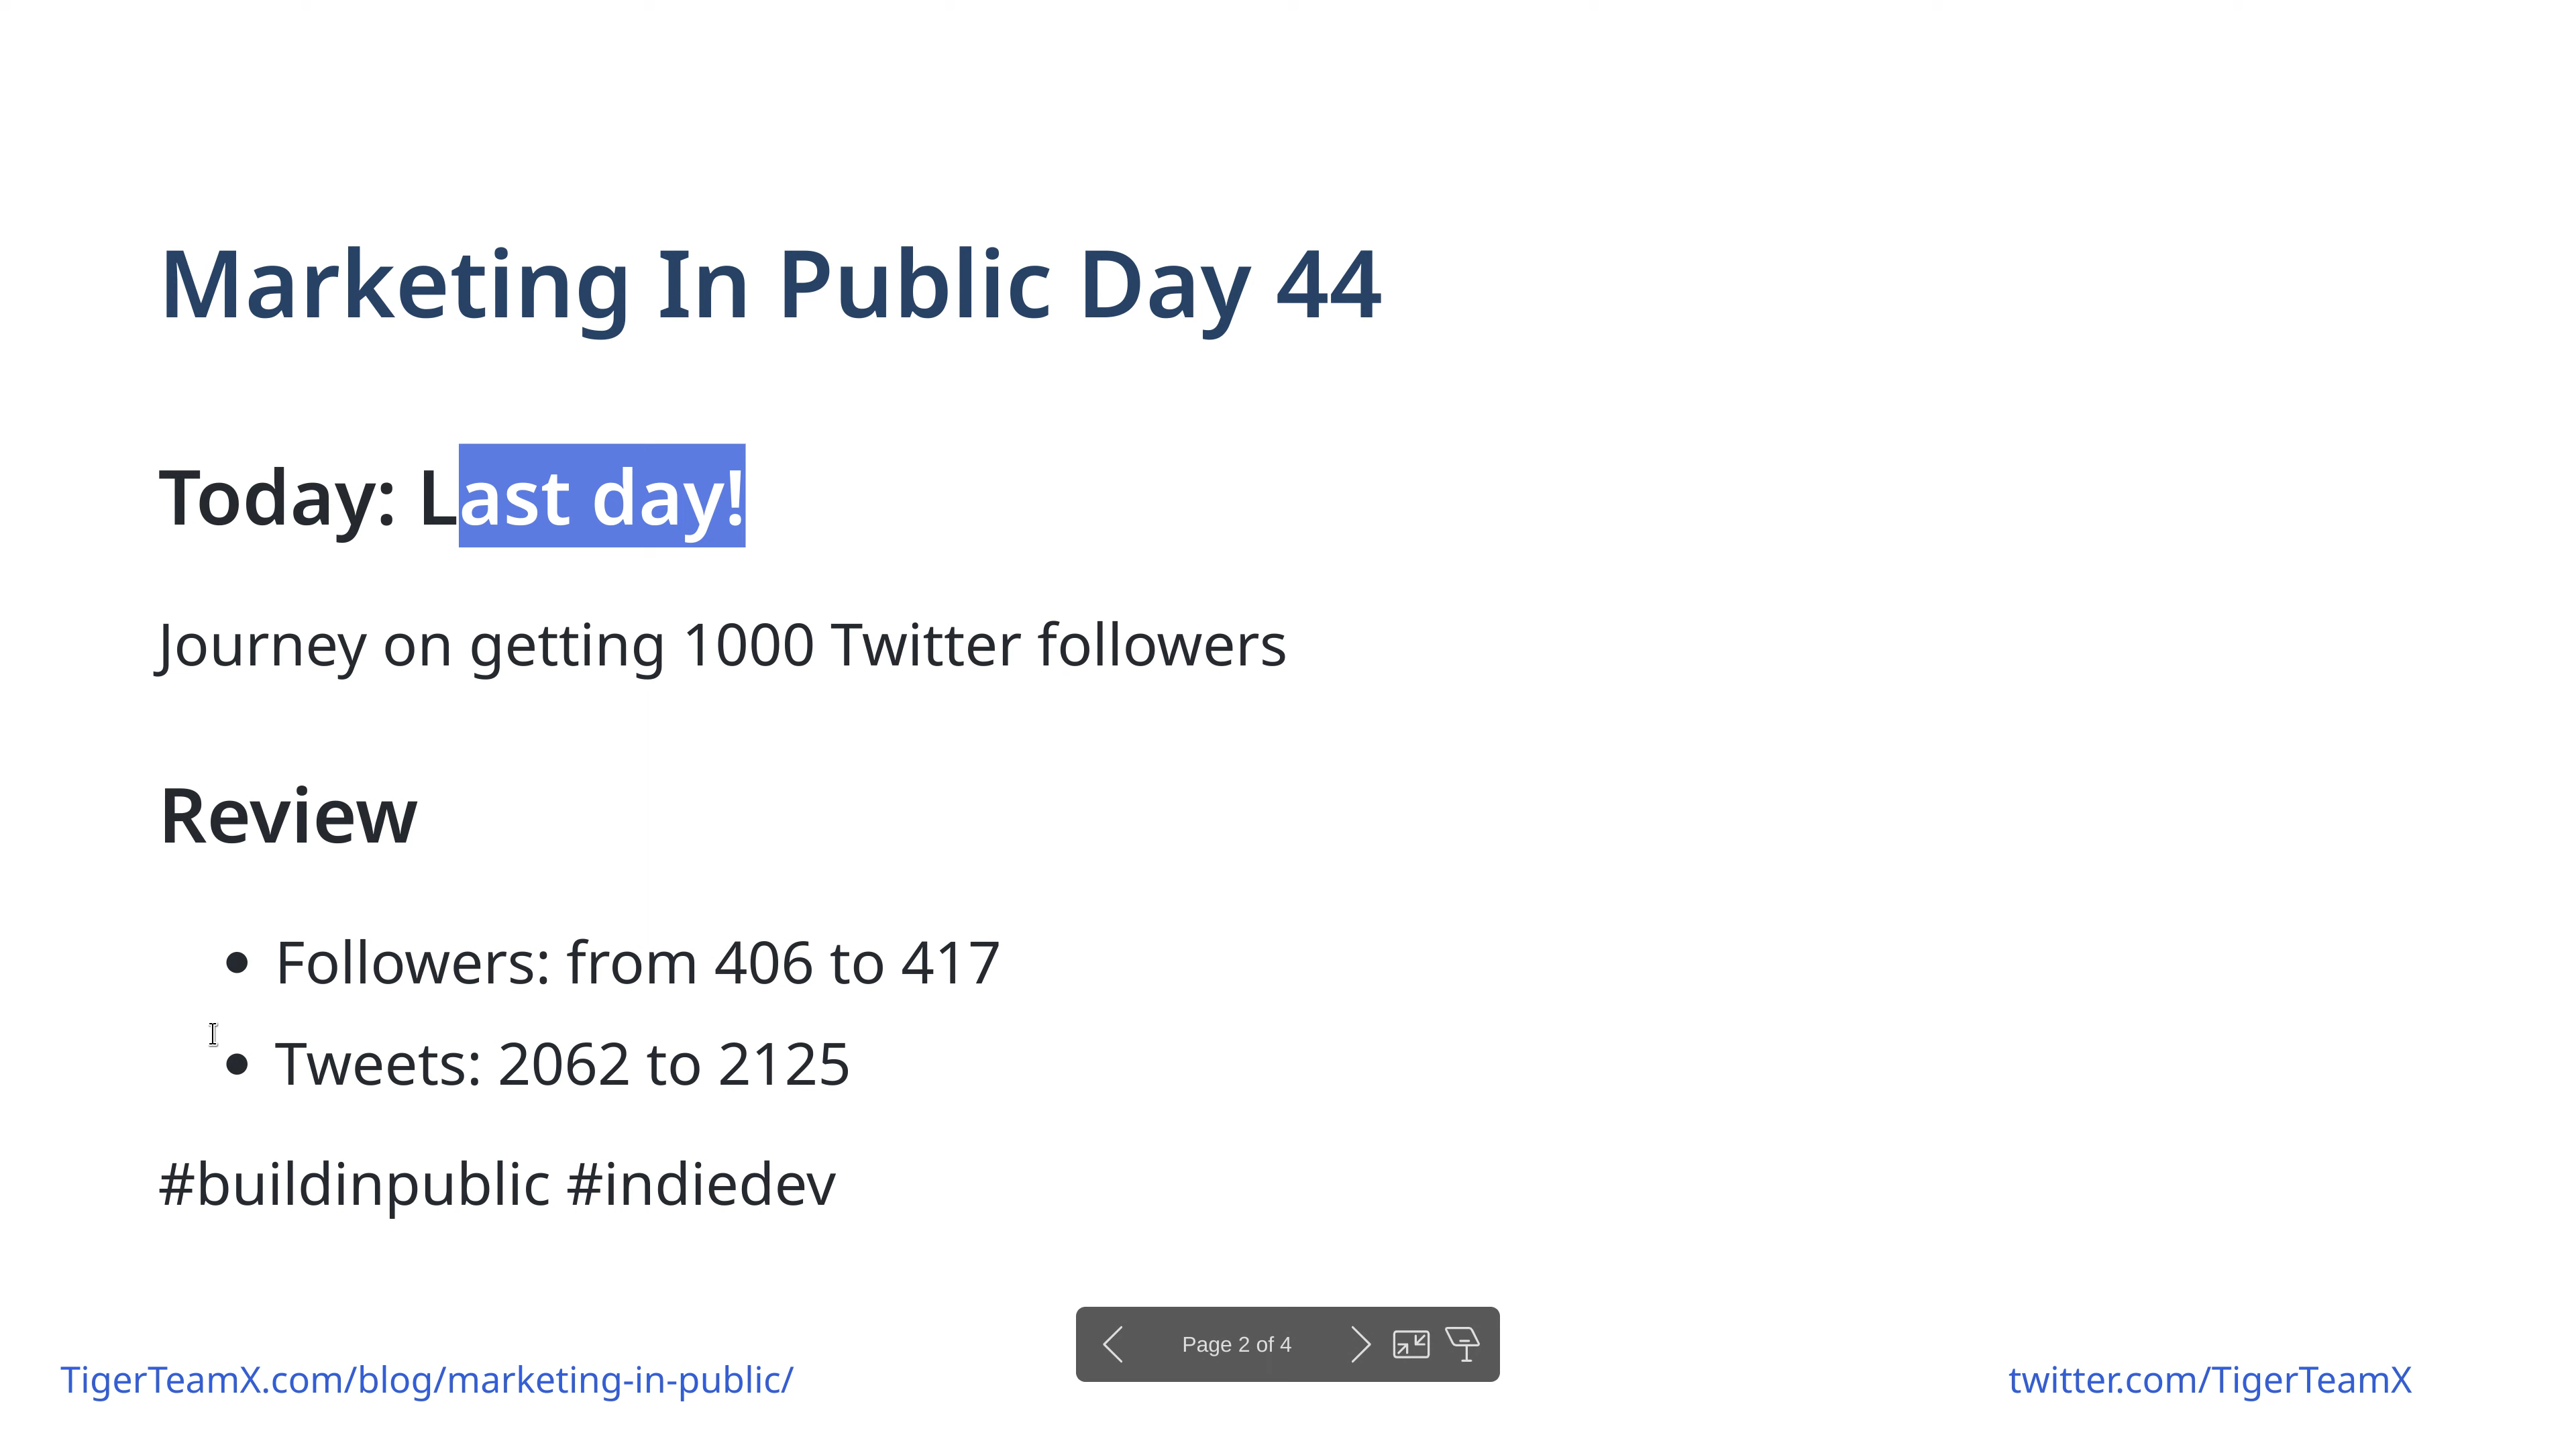 Marketing In Public Day 44
Today: Last day!
Journey on getting 1000 Twitter followers
Review
• Followers: from 406 to 417
• Tweets: 2062 to 2125
#buildinpublic #indiedev
Page 2 of 4
TigerTeamX.com/blog/marketing-in-public/
twitter.com/TigerTeamX